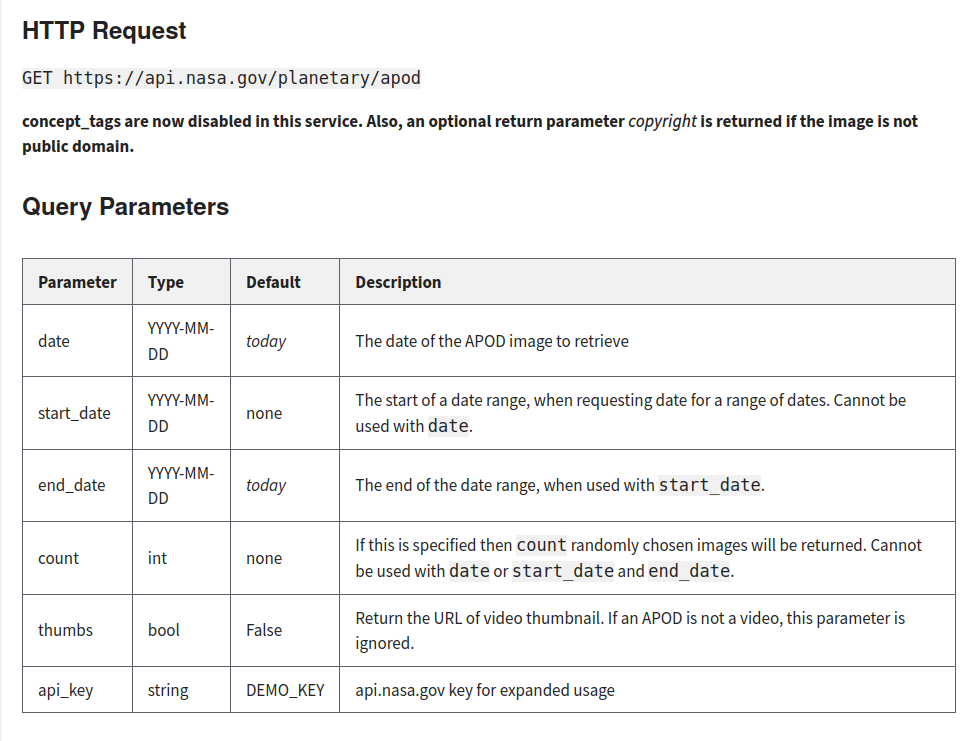 HTTP Request
GET https://api.nasa.gov/planetary/apod
concept_tags are now disabled in this service. Also, an optional return parameter copyright is returned if the image is not
public domain.
Query Parameters
Parameter Type Default Description
date YYYY-MM-DD today The date of the APOD image to retrieve
start_date YYYY-MM-DD none The start of a date range, when requesting date for a range of dates. Cannot be
used with date.
end_date YYYY-MM-DD today The end of the date range, when used with start_date.
count int none If this is specified then count randomly chosen images will be returned. Cannot
be used with date or start_date and end_date.
thumbs bool False Return the URL of video thumbnail. If an APOD is not a video, this parameter is
ignored.
api_key string DEMO_KEY api.nasa.gov key for expanded usage